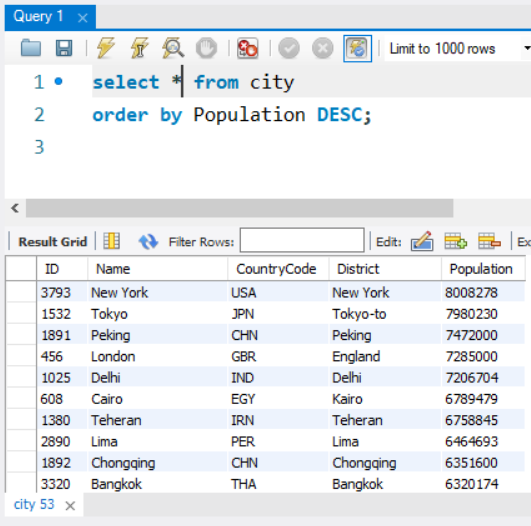 Query 1
Limit to 1000 rows
1 select * from city
2 order by Population DESC;
3
Result Grid Filter Rows: Edit: Ex
ID Name CountryCode District Population
3793 New York USA New York 8008278
1532 Tokyo JPN Tokyo-to 7980230
1891 Peking CHN Peking 7472000
456 London GBR England 7285000
1025 Delhi IND Delhi 7206704
608 Cairo EGY Kairo 6789479
1380 Teheran IRN Teheran 6758845
2890 Lima PER Lima 6464693
1892 Chongqing CHN Chongqing 6351600
3320 Bangkok THA Bangkok 6320174
city 53